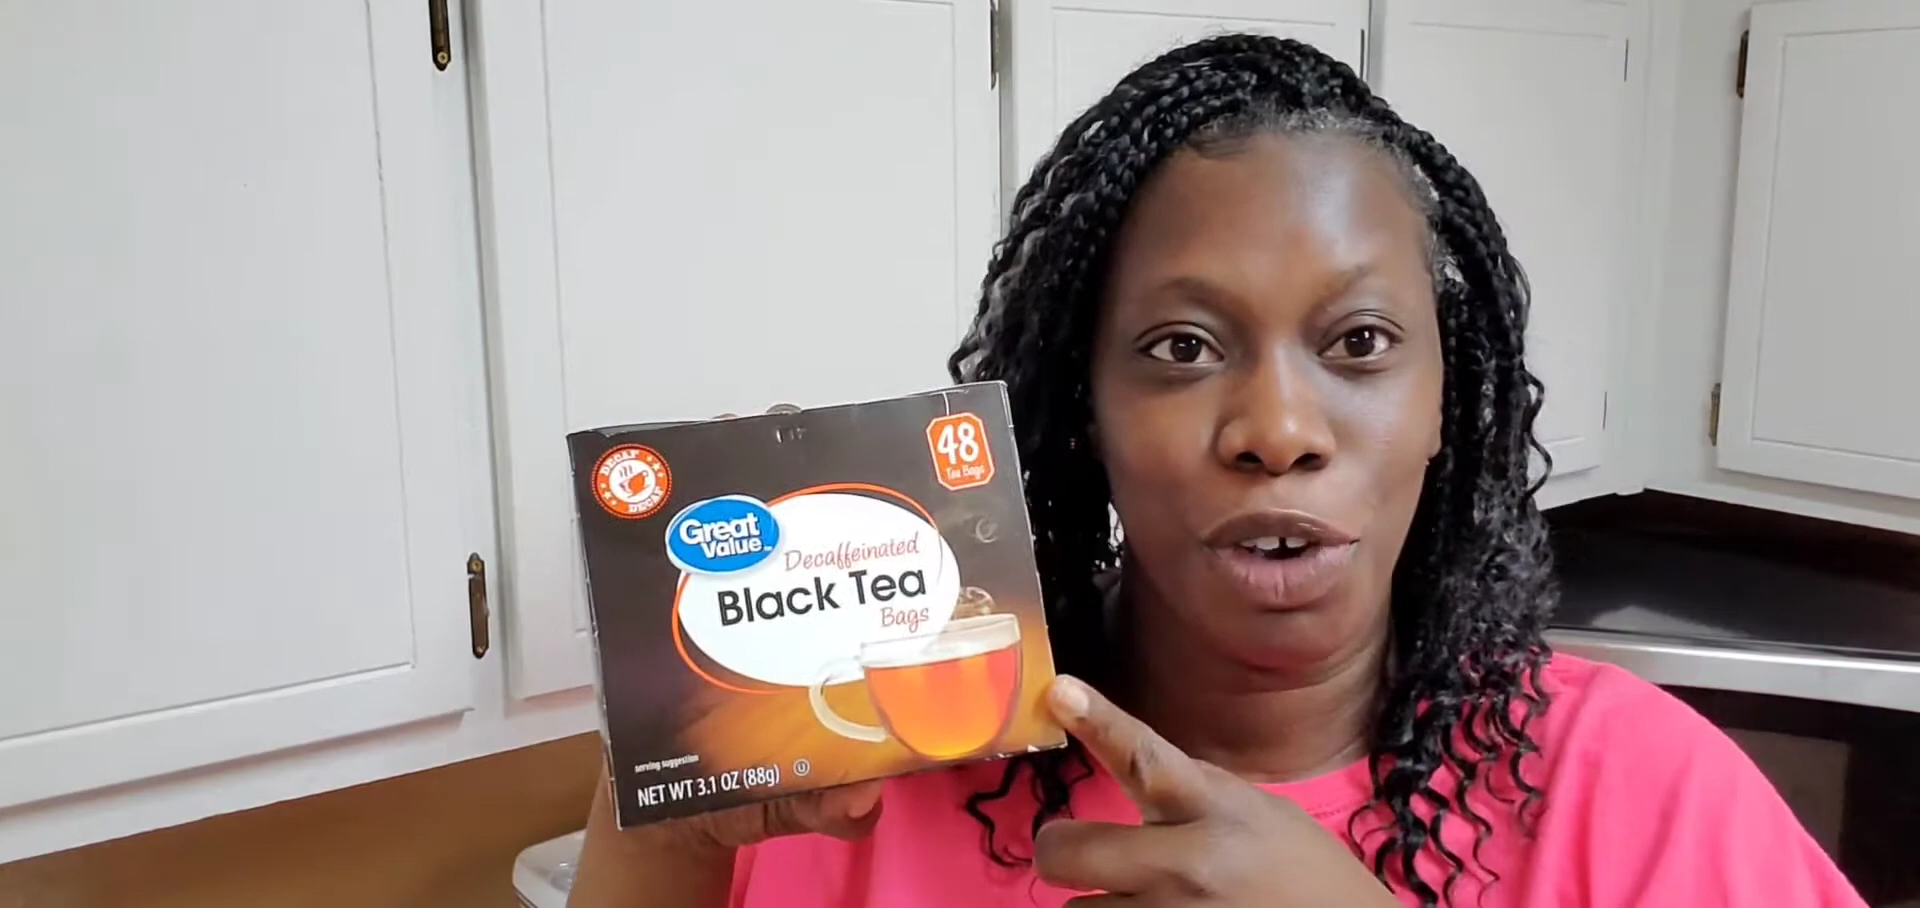 DECAF
DECAF
48
Tea Bags
Great
Value
Decaffeinated
Black Tea
Bags
serving suggestion
NET WT 3.1 OZ (88g)
U